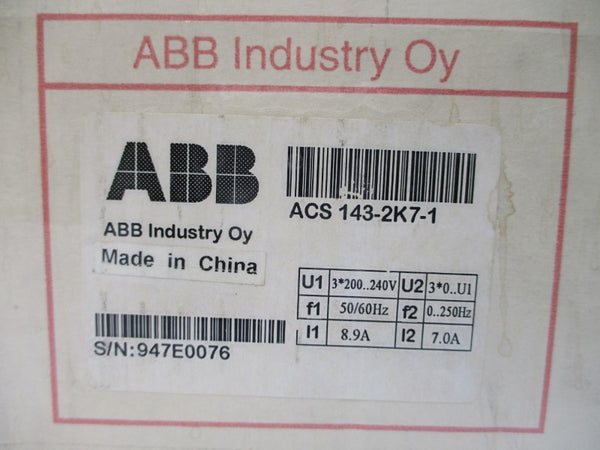 ABB Industry Oy
ABB
ACS 143-2K7-1
ABB Industry Oy
Made in China
U1 3*200..240V U2 3*0..U1
f1 50/60Hz f2 0..250Hz
I1 8.9A I2 7.0A
S/N:947E0076